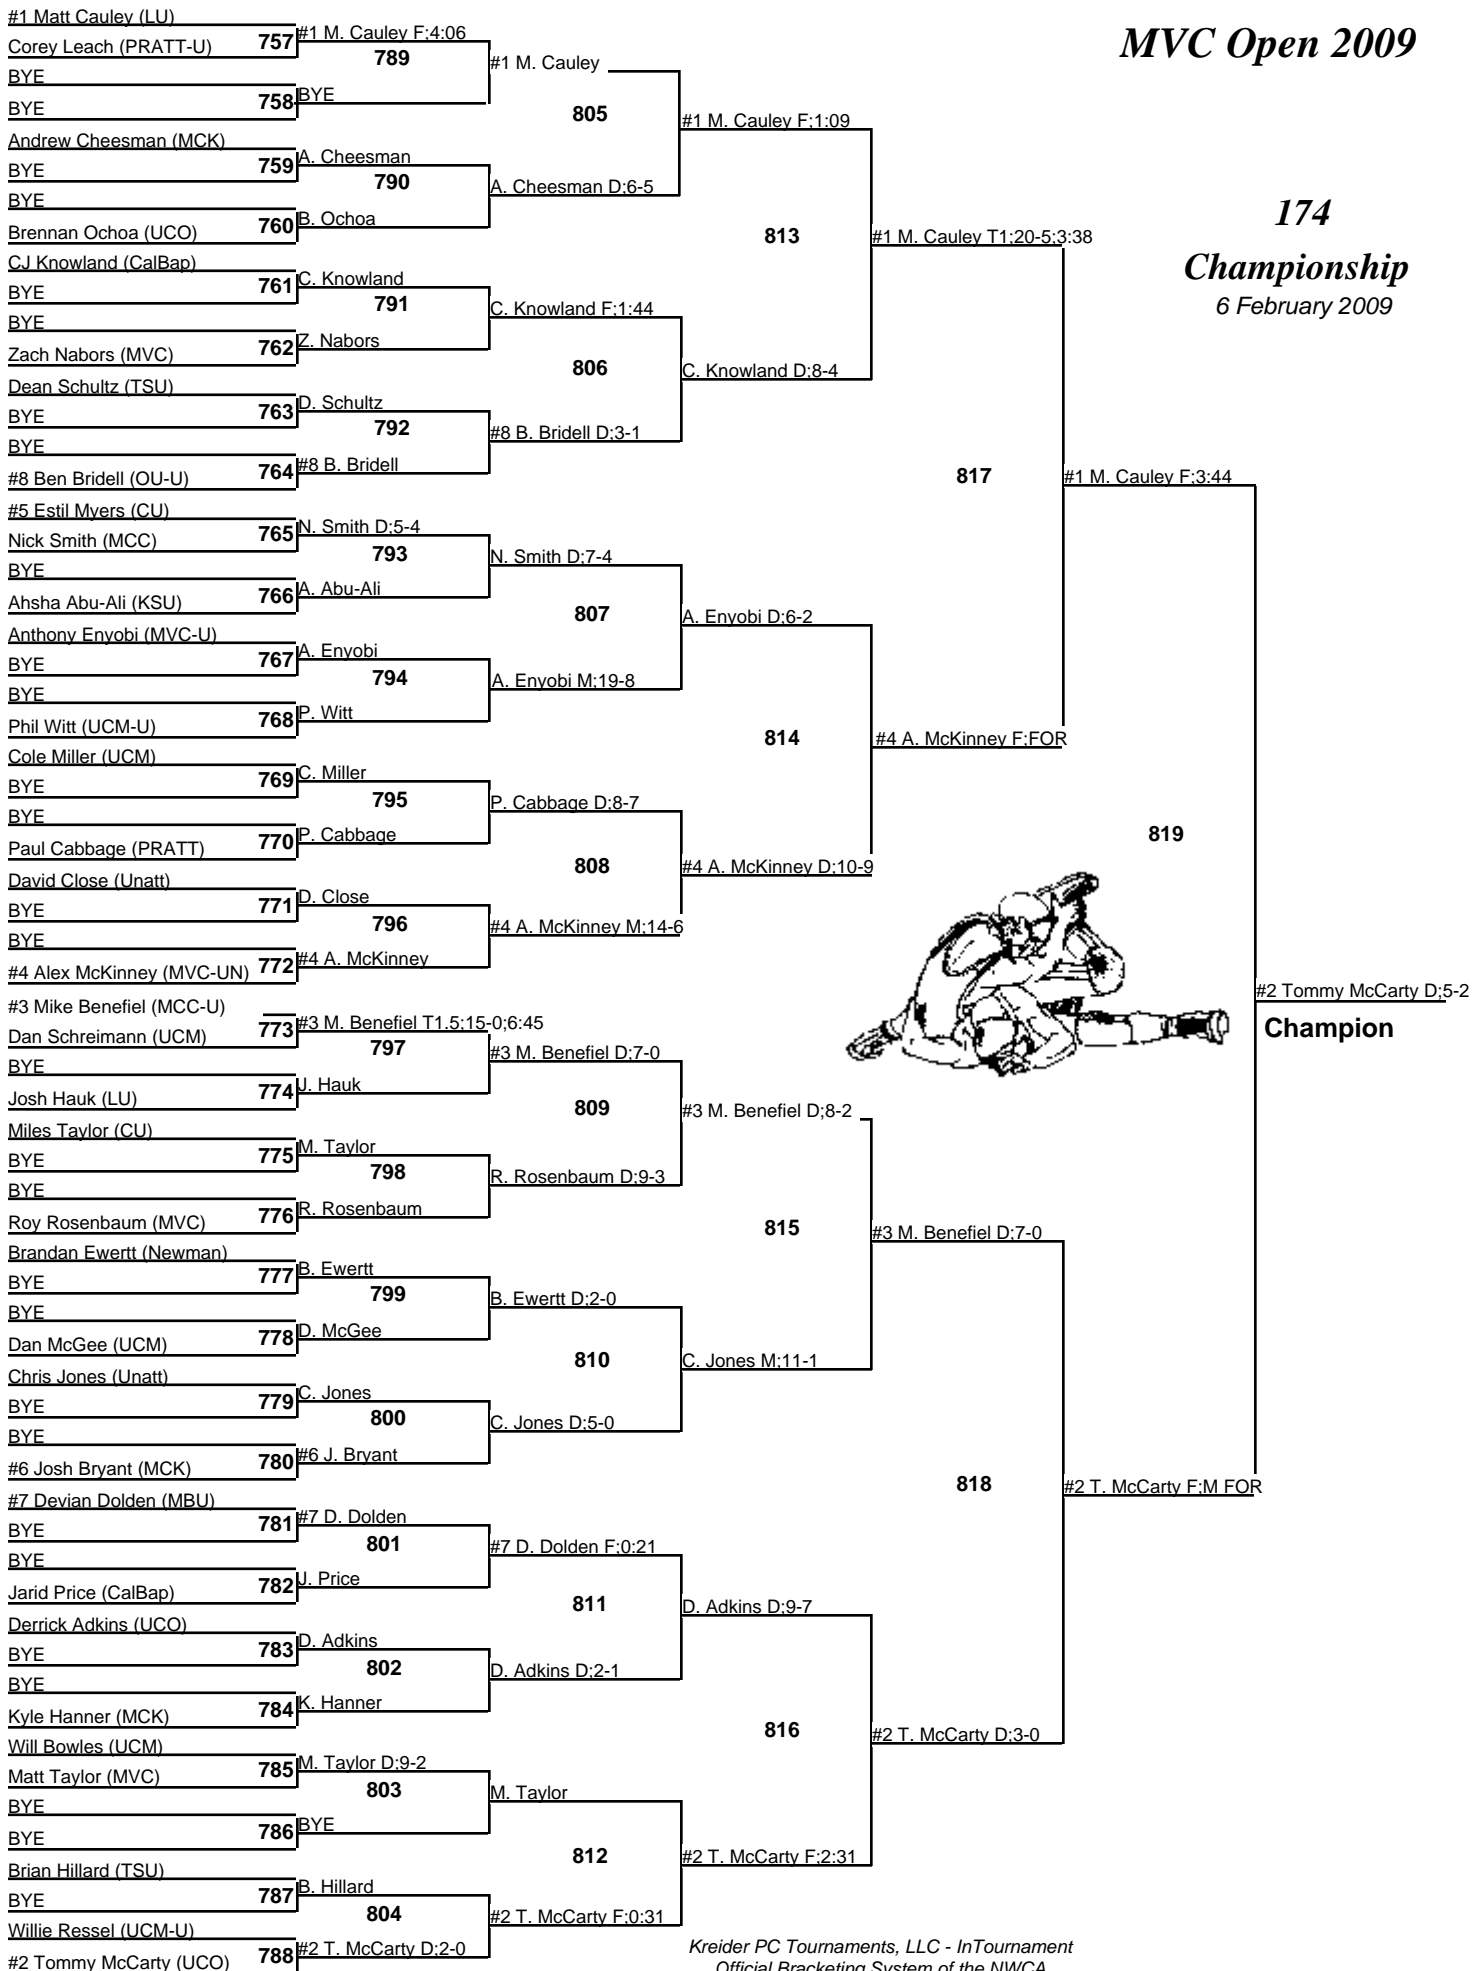 MVC Open 2009
174
Championship
6 February 2009
#1 Matt Cauley (LU)
Corey Leach (PRATT-U)
757
BYE
BYE
758
Andrew Cheesman (MCK)
BYE
759
BYE
Brennan Ochoa (UCO)
760
CJ Knowland (CalBap)
BYE
761
BYE
Zach Nabors (MVC)
762
Dean Schultz (TSU)
BYE
763
BYE
#8 Ben Bridell (OU-U)
764
#5 Estil Myers (CU)
Nick Smith (MCC)
765
BYE
Ahsha Abu-Ali (KSU)
766
Anthony Enyobi (MVC-U)
BYE
767
BYE
Phil Witt (UCM-U)
768
Cole Miller (UCM)
BYE
769
BYE
Paul Cabbage (PRATT)
770
David Close (Unatt)
BYE
771
BYE
#4 Alex McKinney (MVC-UN)
772
#3 Mike Benefiel (MCC-U)
Dan Schreimann (UCM)
773
BYE
Josh Hauk (LU)
774
Miles Taylor (CU)
BYE
775
BYE
Roy Rosenbaum (MVC)
776
Brandan Ewertt (Newman)
BYE
777
BYE
Dan McGee (UCM)
778
Chris Jones (Unatt)
BYE
779
BYE
#6 Josh Bryant (MCK)
780
#7 Devian Dolden (MBU)
BYE
781
BYE
Jarid Price (CalBap)
782
Derrick Adkins (UCO)
BYE
783
BYE
Kyle Hanner (MCK)
784
Will Bowles (UCM)
Matt Taylor (MVC)
785
BYE
BYE
786
Brian Hillard (TSU)
BYE
787
Willie Ressel (UCM-U)
#2 Tommy McCarty (UCO)
788
#1 M. Cauley F;4:06
789
BYE
A. Cheesman
790
B. Ochoa
C. Knowland
791
Z. Nabors
D. Schultz
792
#8 B. Bridell
N. Smith D;5-4
793
A. Abu-Ali
A. Enyobi
794
P. Witt
C. Miller
795
P. Cabbage
D. Close
796
#4 A. McKinney
#3 M. Benefiel T1.5;15-0;6:45
797
J. Hauk
M. Taylor
798
R. Rosenbaum
B. Ewertt
799
D. McGee
C. Jones
800
#6 J. Bryant
#7 D. Dolden
801
J. Price
D. Adkins
802
K. Hanner
M. Taylor D;9-2
803
BYE
B. Hillard
804
#2 T. McCarty D;2-0
#1 M. Cauley
805
A. Cheesman D;6-5
C. Knowland F;1:44
806
#8 B. Bridell D;3-1
N. Smith D;7-4
807
A. Enyobi M;19-8
P. Cabbage D;8-7
808
#4 A. McKinney M;14-6
#3 M. Benefiel D;7-0
809
R. Rosenbaum D;9-3
B. Ewertt D;2-0
810
C. Jones D;5-0
#7 D. Dolden F;0:21
811
D. Adkins D;2-1
M. Taylor
812
#2 T. McCarty F;0:31
#1 M. Cauley F;1:09
813
C. Knowland D;8-4
A. Enyobi D;6-2
814
#4 A. McKinney D;10-9
#3 M. Benefiel D;8-2
815
C. Jones M;11-1
D. Adkins D;9-7
816
#2 T. McCarty F;2:31
#1 M. Cauley T1;20-5;3:38
817
#4 A. McKinney F;FOR
#3 M. Benefiel D;7-0
818
#2 T. McCarty D;3-0
#1 M. Cauley F;3:44
819
#2 T. McCarty F;M FOR
#2 Tommy McCarty D;5-2
Champion
Kreider PC Tournaments, LLC - InTournament
Official Bracketing System of the NWCA